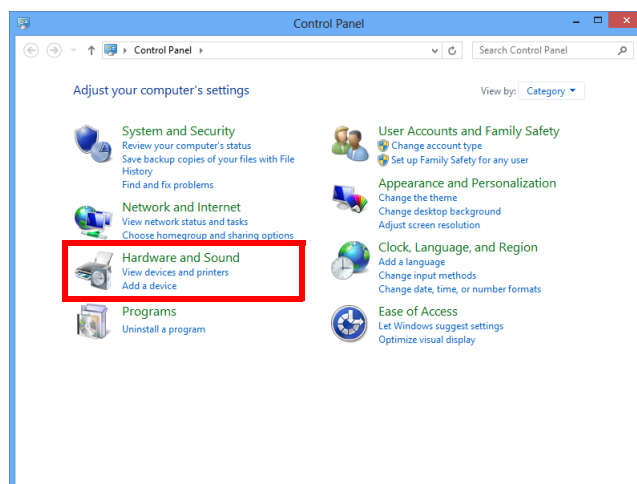 Control Panel
Control Panel
Search Control Panel
Adjust your computer's settings
View by: Category
System and Security
Review your computer's status
Save backup copies of your files with File
History
Find and fix problems
Network and Internet
View network status and tasks
Choose homegroup and sharing options
Hardware and Sound
View devices and printers
Add a device
Programs
Uninstall a program
User Accounts and Family Safety
Change account type
Set up Family Safety for any user
Appearance and Personalization
Change the theme
Change desktop background
Adjust screen resolution
Clock, Language, and Region
Add a language
Change input methods
Change date, time, or number formats
Ease of Access
Let Windows suggest settings
Optimize visual display